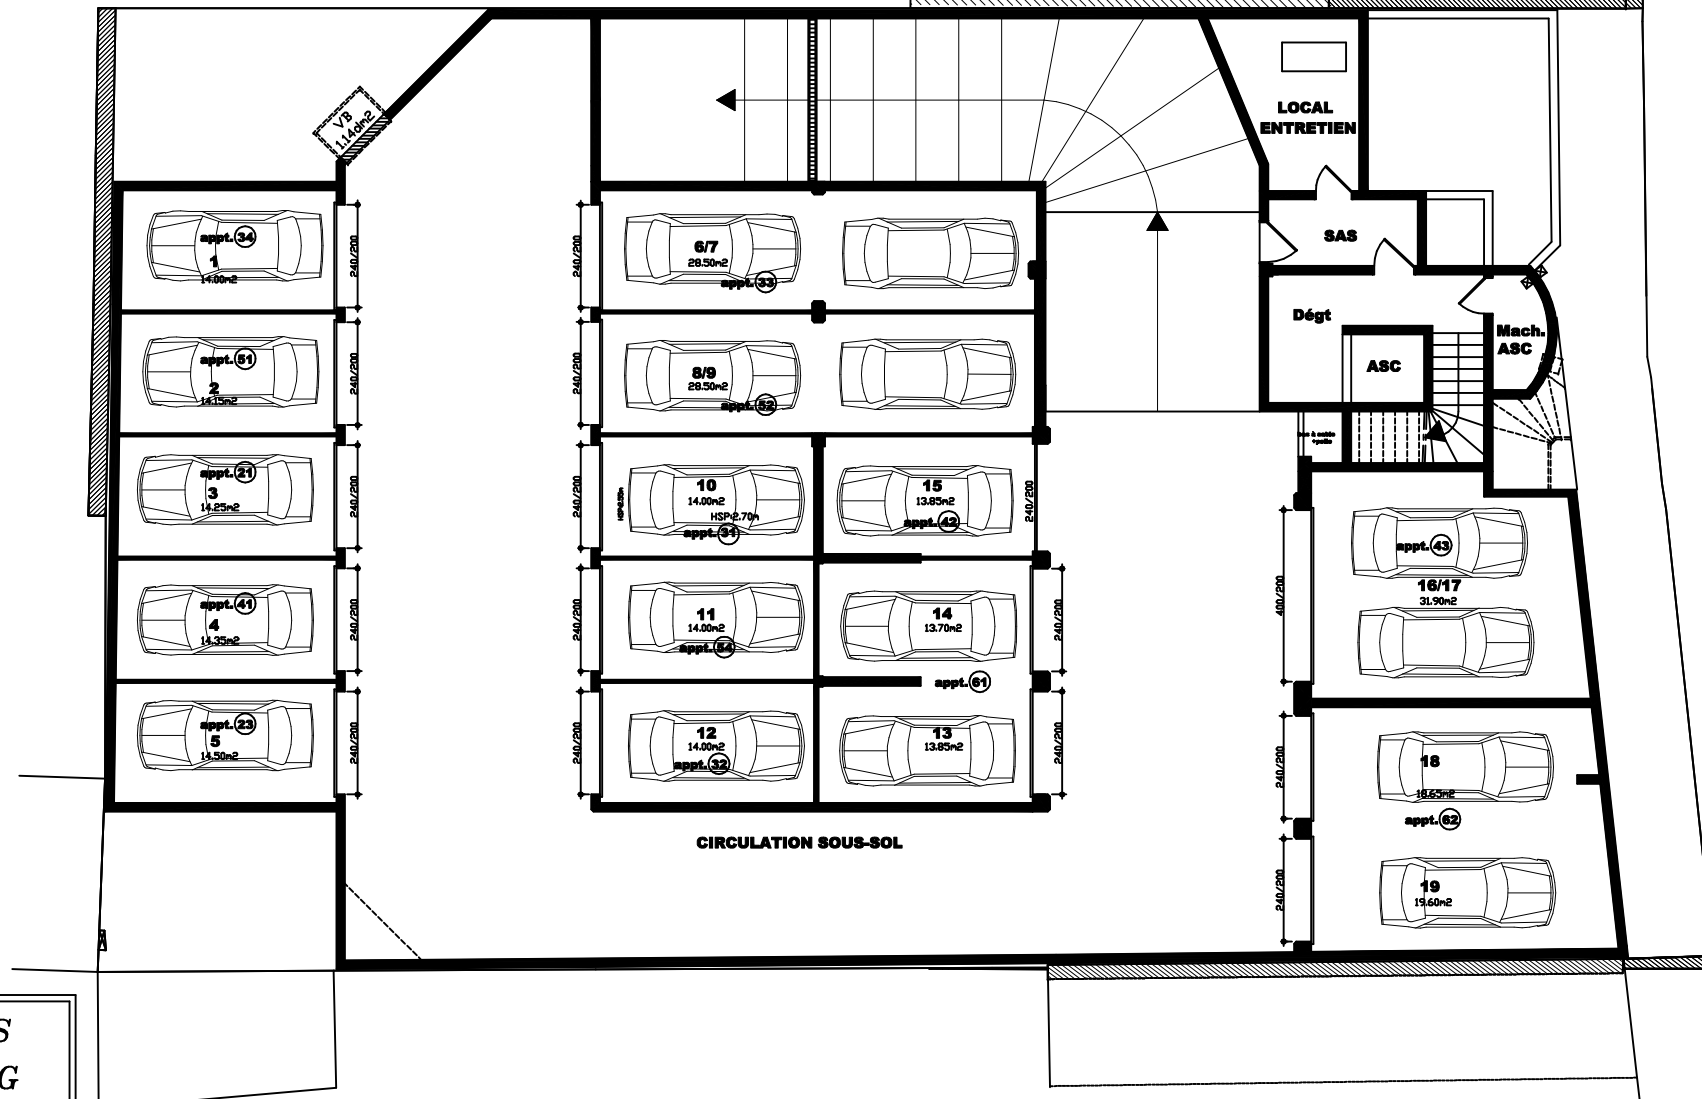 VB
1.14dm2
LOCAL
ENTRETIEN
SAS
Dégt
ASC
Mach.
ASC
appt. 34
1
14.00m2
240/200
appt. 51
2
14.15m2
240/200
appt. 21
3
14.25m2
240/200
appt. 41
4
14.35m2
240/200
appt. 23
5
14.50m2
240/200
240/200
6/7
28.50m2
appt. 33
240/200
8/9
28.50m2
appt. 52
240/200
10
14.00m2
HSP:2.70m
appt. 31
240/200
11
14.00m2
appt. 54
240/200
12
14.00m2
appt. 32
15
13.85m2
appt. 42
240/200
14
13.70m2
240/200
appt. 61
13
13.85m2
240/200
400/200
appt. 43
16/17
31.90m2
240/200
18
18.65m2
appt. 62
240/200
19
19.60m2
CIRCULATION SOUS-SOL
S
G